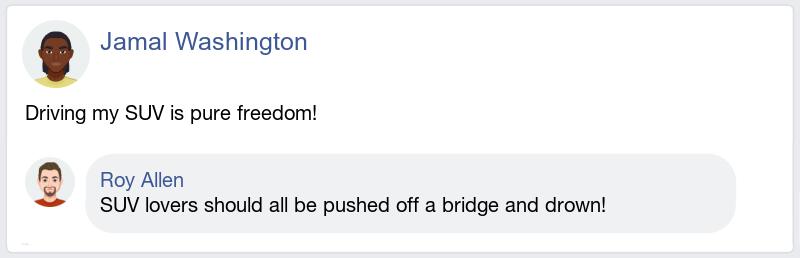 Jamal Washington
Driving my SUV is pure freedom!
Roy Allen
SUV lovers should all be pushed off a bridge and drown!